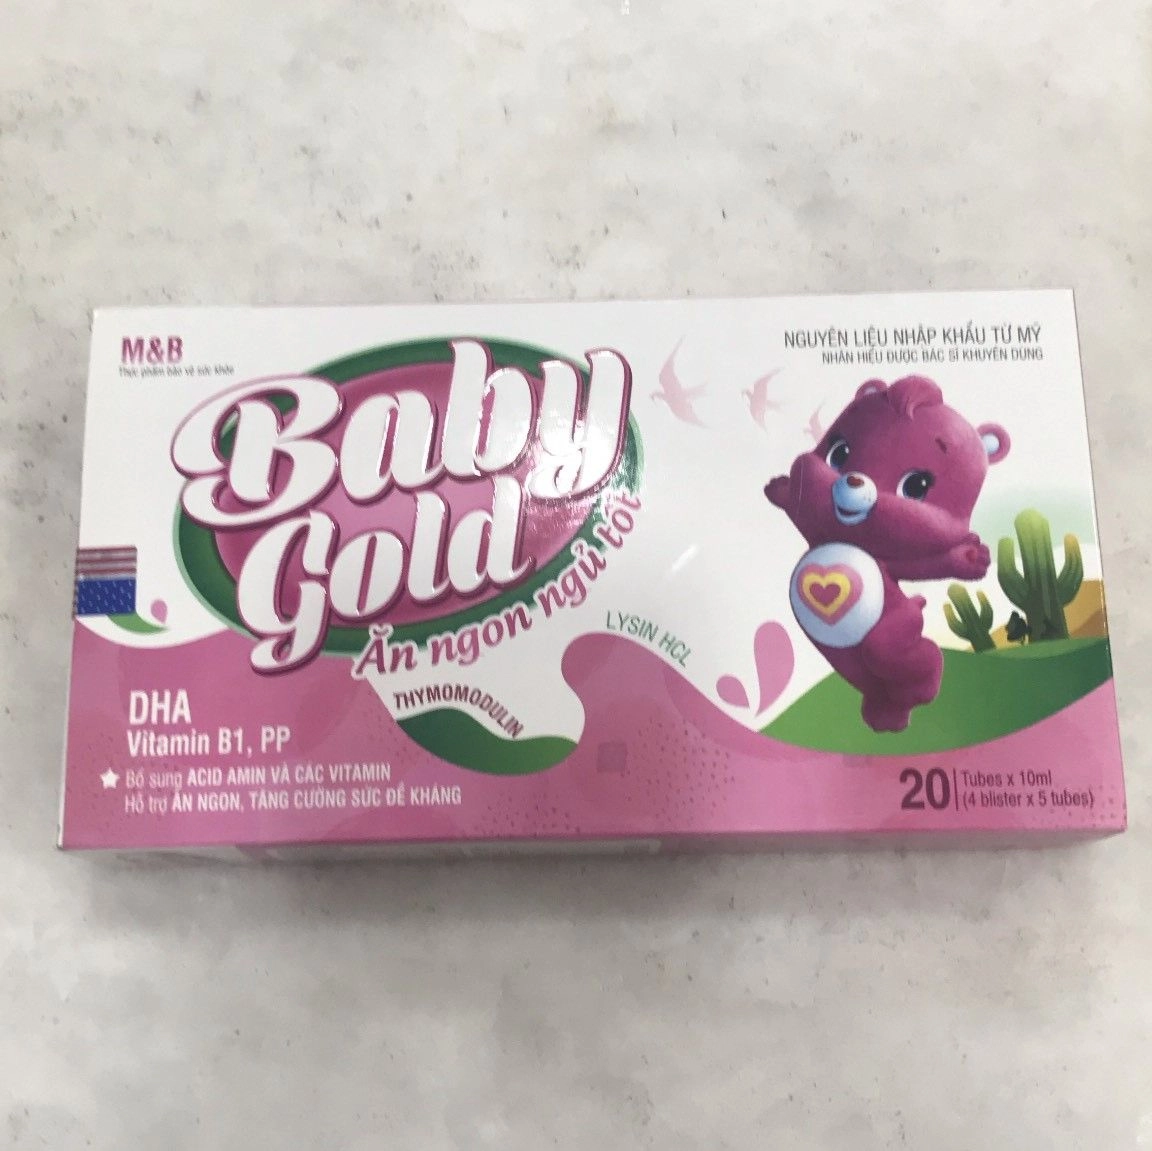 M&B
Thực phẩm bảo vệ sức khỏe
NGUYÊN LIỆU NHẬP KHẨU TỪ MỸ
NHÃN HIỆU ĐƯỢC BÁC SĨ KHUYÊN DÙNG
Baby
Gold
Ăn ngon ngủ tốt
LYSIN HCL
THYMOMODULIN
DHA
Vitamin B1, PP
Bổ sung ACID AMIN VÀ CÁC VITAMIN
Hỗ trợ ĂN NGON, TĂNG CƯỜNG SỨC ĐỀ KHÁNG
20 Tubes x 10ml
(4 blister x 5 tubes)